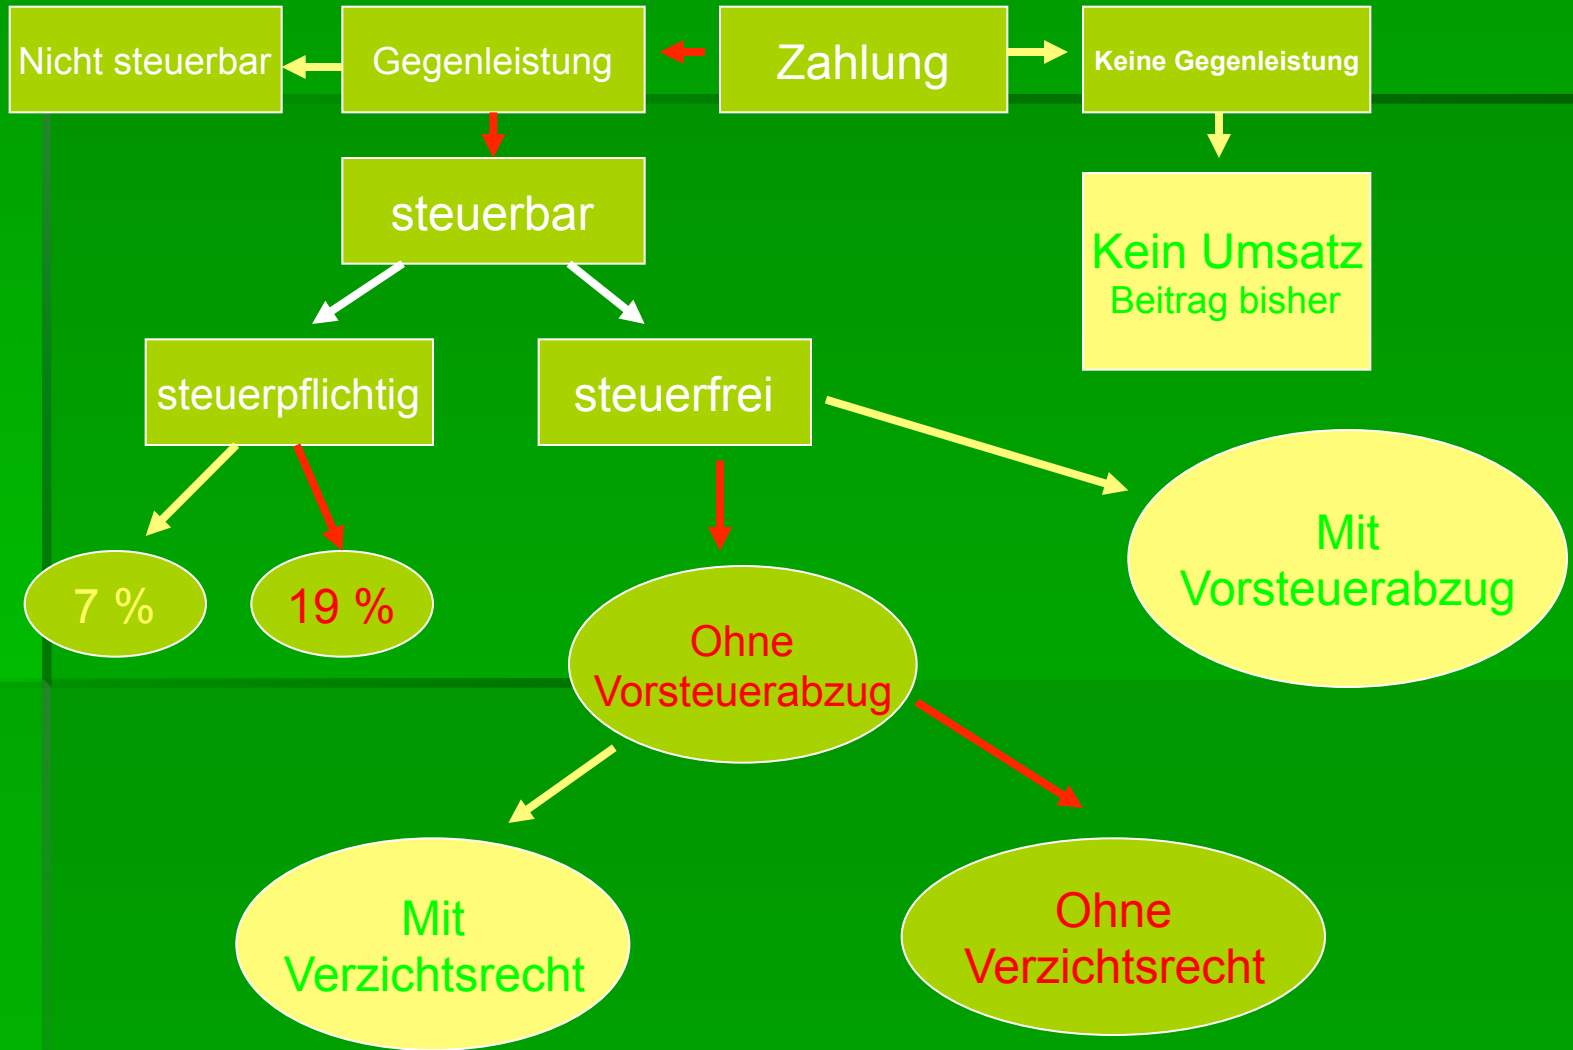 Nicht steuerbar
Gegenleistung
Zahlung
Keine Gegenleistung
steuerbar
Kein Umsatz
Beitrag bisher
steuerpflichtig
steuerfrei
Mit
Vorsteuerabzug
7 %
19 %
Ohne
Vorsteuerabzug
Mit
Verzichtsrecht
Ohne
Verzichtsrecht